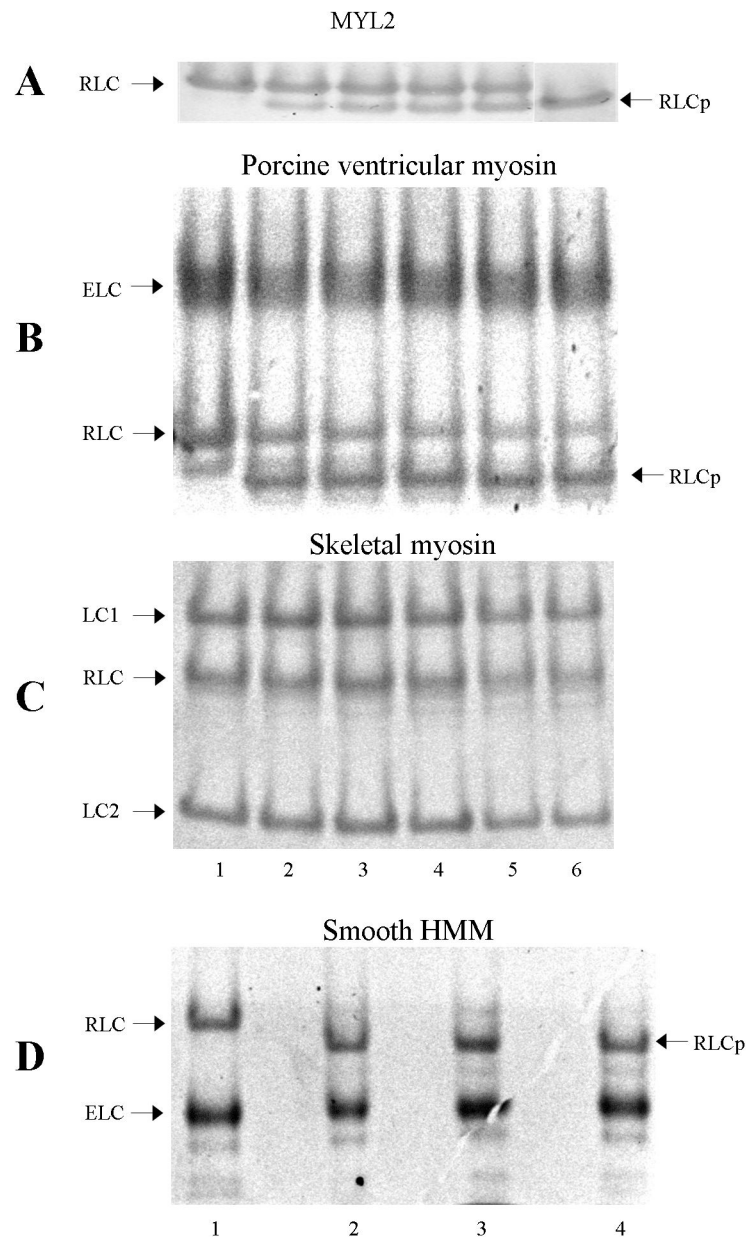 MYL2
A
RLC
RLCp
Porcine ventricular myosin
B
ELC
RLC
RLCp
Skeletal myosin
C
LC1
RLC
LC2
1 2 3 4 5 6
Smooth HMM
D
RLC
RLCp
ELC
1 2 3 4